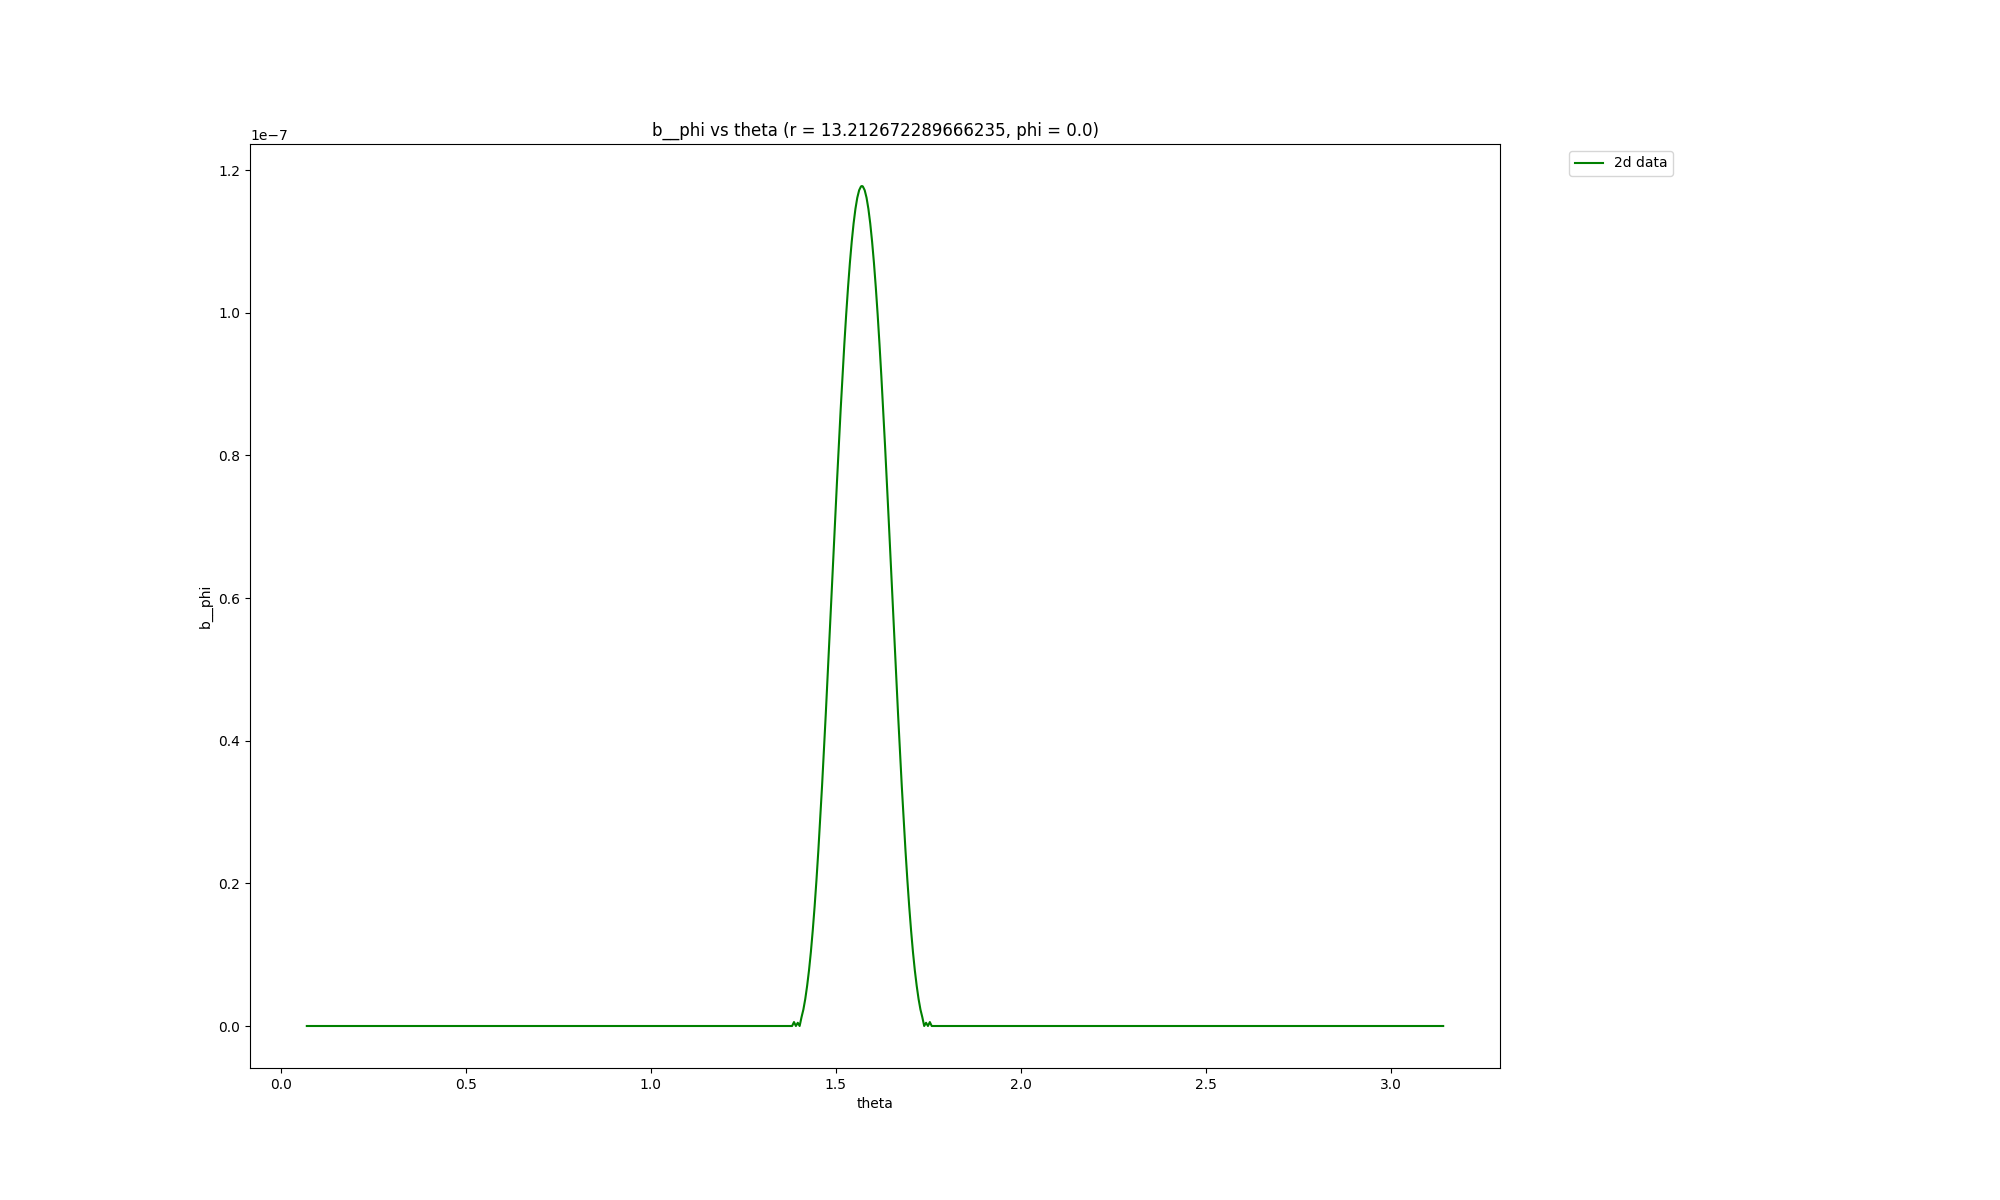 b__phi vs theta (r = 13.212672289666235, phi = 0.0)
1e−7
2d data
1.2
1.0
0.8
0.6
0.4
0.2
0.0
b__phi
0.0 0.5 1.0 1.5 2.0 2.5 3.0
theta